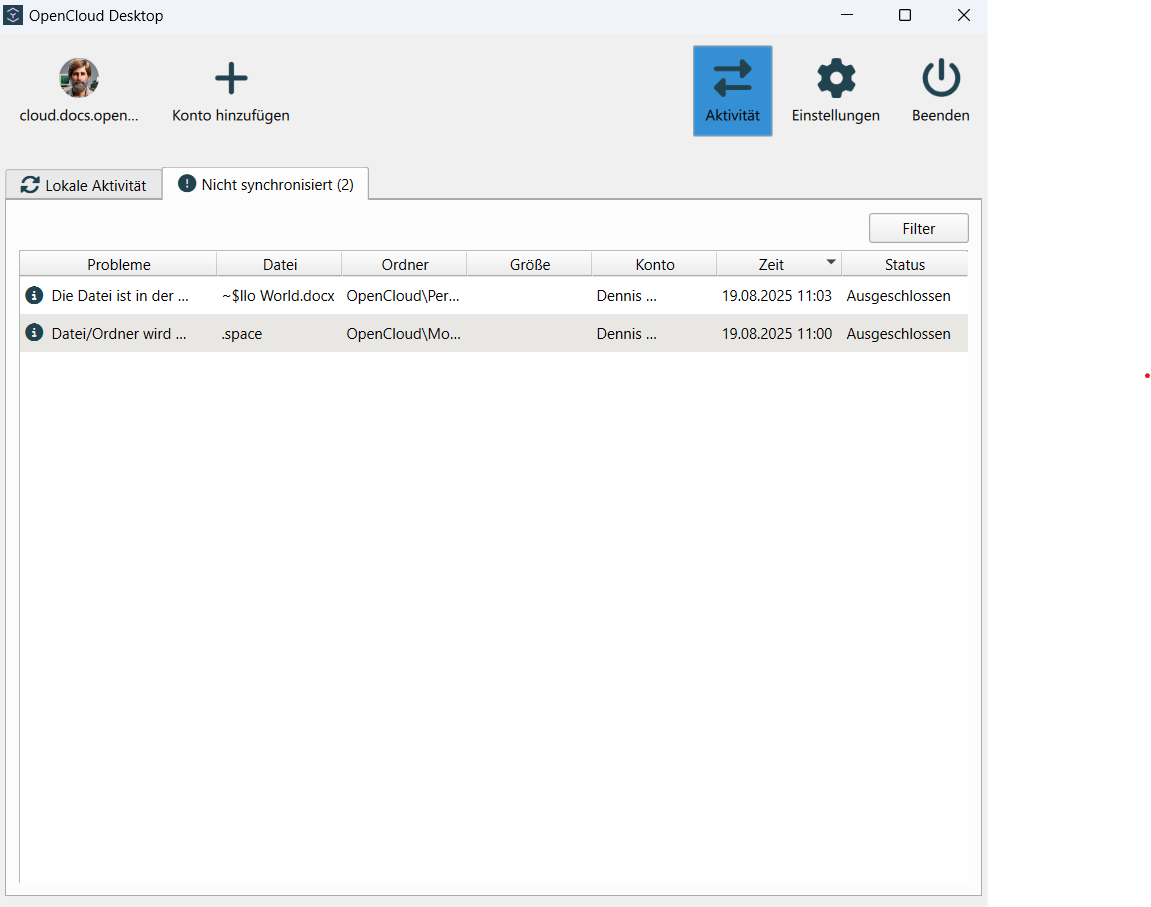 OpenCloud Desktop
cloud.docs.open...
Konto hinzufügen
Aktivität
Einstellungen
Beenden
Lokale Aktivität
Nicht synchronisiert (2)
Filter
Probleme Datei Ordner Größe Konto Zeit Status
Die Datei ist in der ... ~$llo World.docx OpenCloud\Per... Dennis ... 19.08.2025 11:03 Ausgeschlossen
Datei/Ordner wird ... .space OpenCloud\Mo... Dennis ... 19.08.2025 11:00 Ausgeschlossen